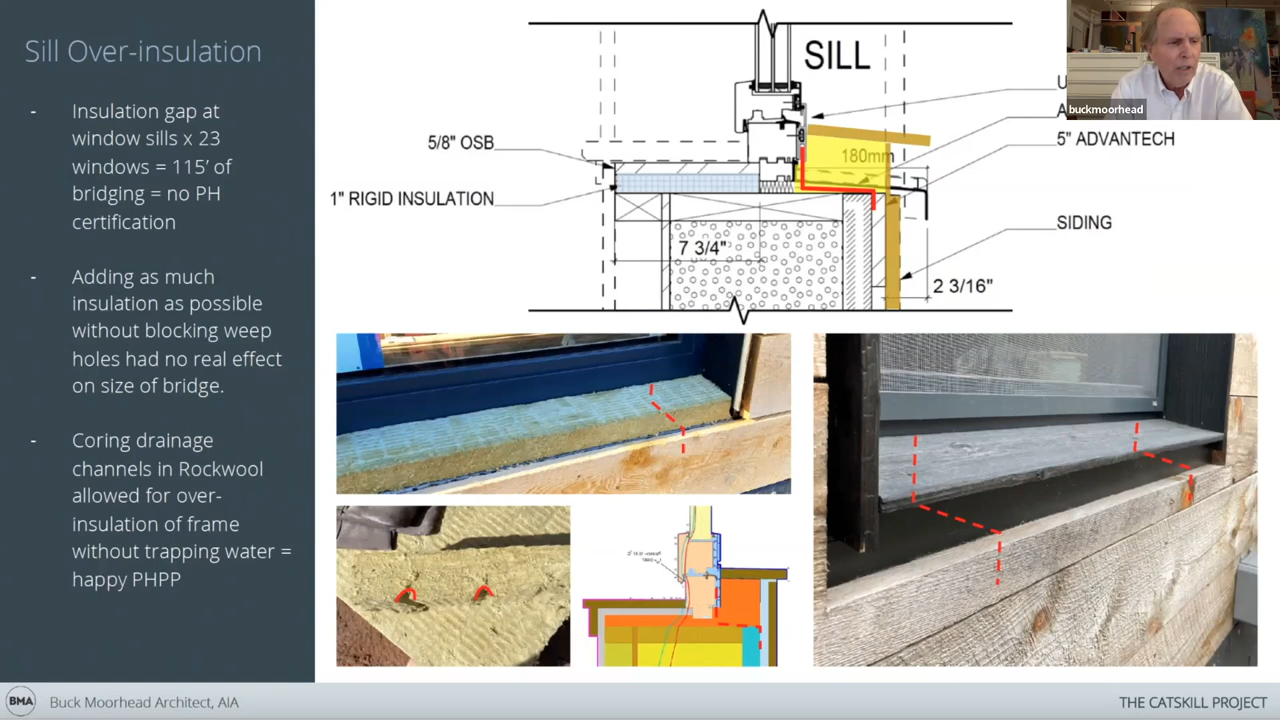 Sill Over-insulation
- Insulation gap at
window sills x 23
windows = 115’ of
bridging = no PH
certification
- Adding as much
insulation as possible
without blocking weep
holes had no real effect
on size of bridge.
- Coring drainage
channels in Rockwool
allowed for over-
insulation of frame
without trapping water =
happy PHPP
SILL
5/8" OSB
1" RIGID INSULATION
180mm
5" ADVANTECH
SIDING
7 3/4"
2 3/16"
buckmoorhead
BMA
Buck Moorhead Architect, AIA
THE CATSKILL PROJECT